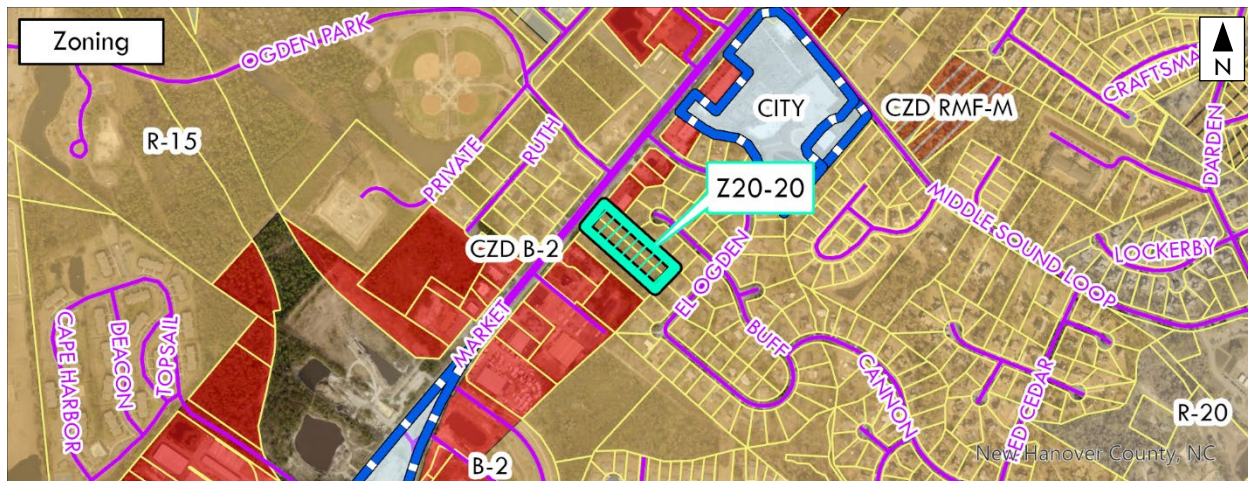 Zoning
OGDEN PARK
N
CRAFTSMA
CITY
CZD RMF-M
R-15
PRIVATE
RUTH
DARDEN
Z20-20
MIDDLE SOUND LOOP
CZD B-2
LOCKERBY
EL OGDEN
CAPE HARBOR
DEACON
TOPSAIL
MARKET
BUFF
CANNON
RED CEDAR
R-20
B-2
New Hanover County, NC